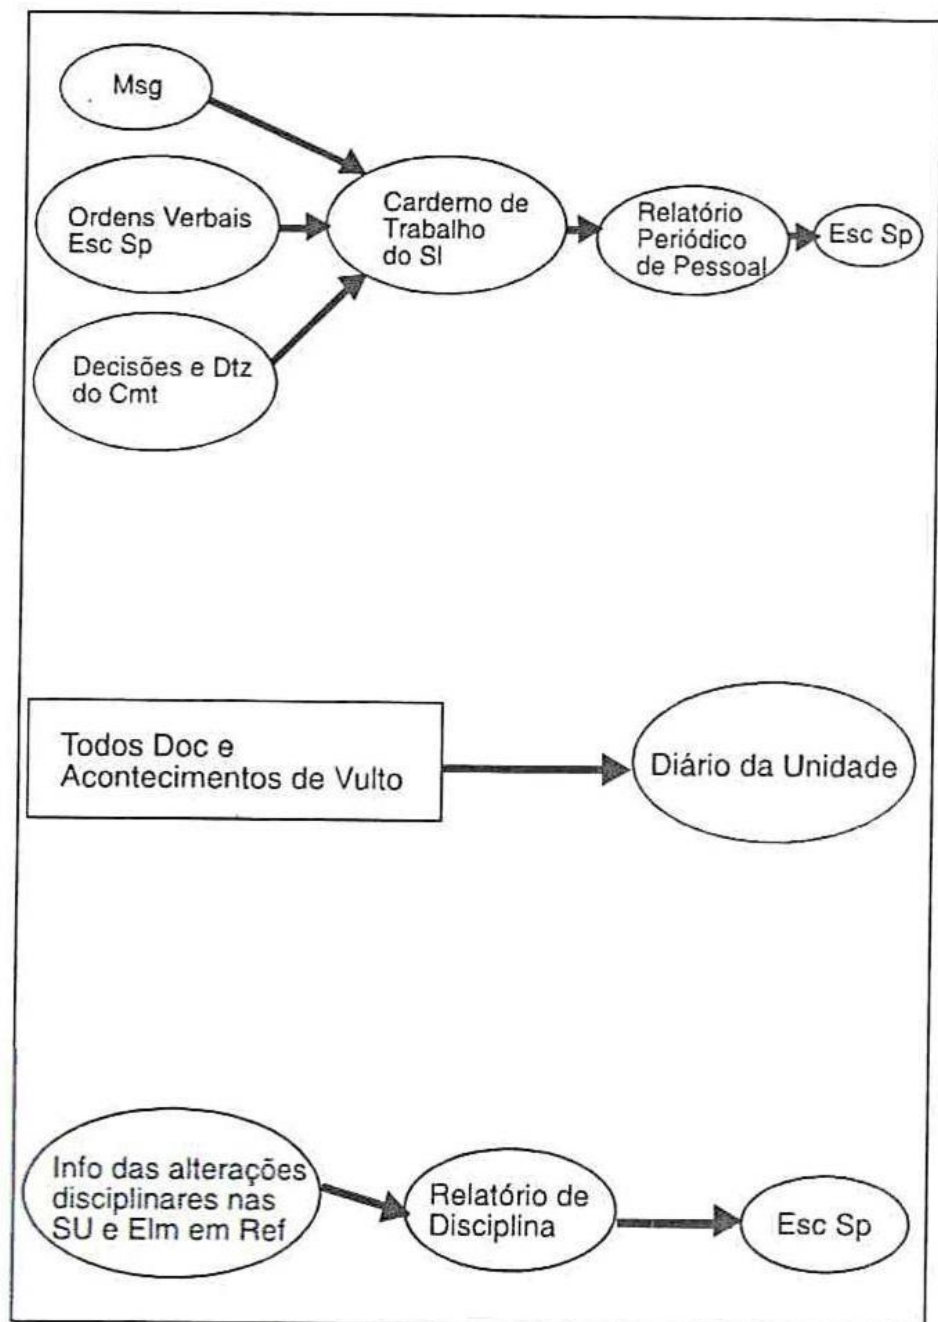 Msg
Ordens Verbais
Esc Sp
Decisões e Dtz
do Cmt
Carderno de
Trabalho
do SI
Relatório
Periódico
de Pessoal
Esc Sp
Todos Doc e
Acontecimentos de Vulto
Diário da Unidade
Info das alterações
disciplinares nas
SU e Elm em Ref
Relatório de
Disciplina
Esc Sp